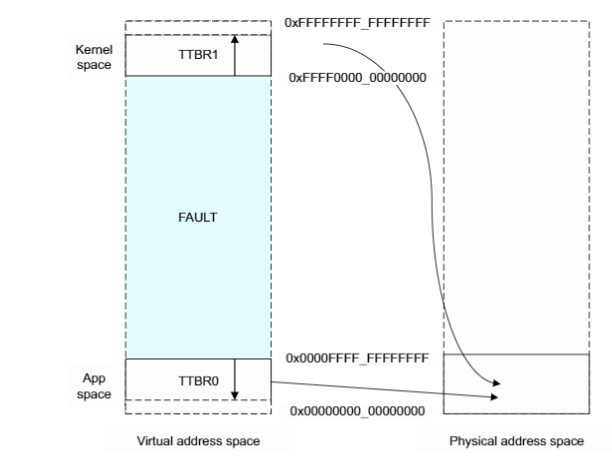 0xFFFFFFFF_FFFFFFFF
Kernel
space
TTBR1
0xFFFF0000_00000000
FAULT
0x0000FFFF_FFFFFFFF
App
space
TTBR0
0x00000000_00000000
Virtual address space
Physical address space